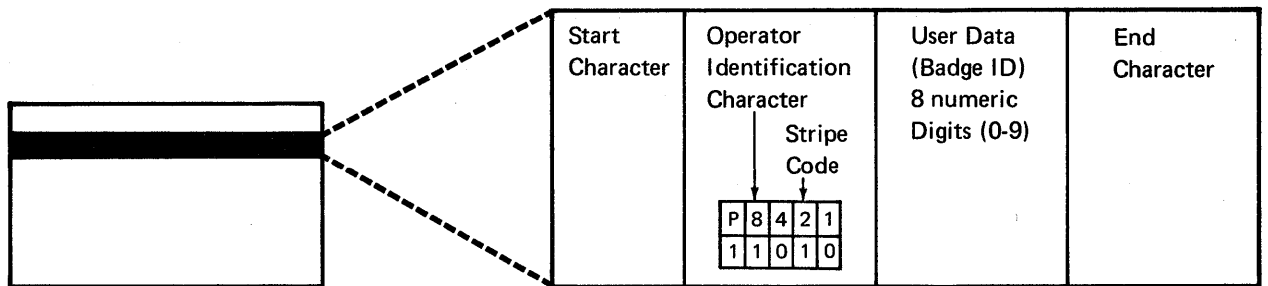 Start
Character
Operator
Identification
Character
Stripe
Code
P 8 4 2 1
1 1 0 1 0
User Data
(Badge ID)
8 numeric
Digits (0-9)
End
Character